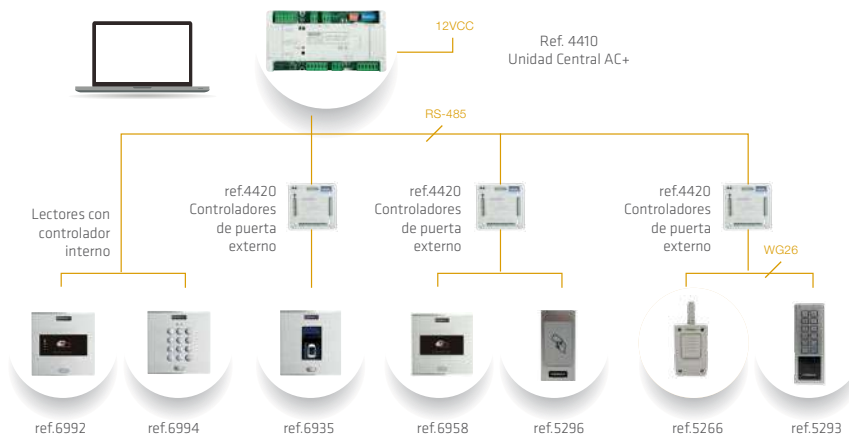 12VCC
Ref. 4410
Unidad Central AC+
RS-485
ref.4420
Controladores
de puerta
externo
ref.4420
Controladores
de puerta
externo
ref.4420
Controladores
de puerta
externo
Lectores con
controlador
interno
WG26
ref.6992
ref.6994
ref.6935
ref.6958
ref.5296
ref.5266
ref.5293